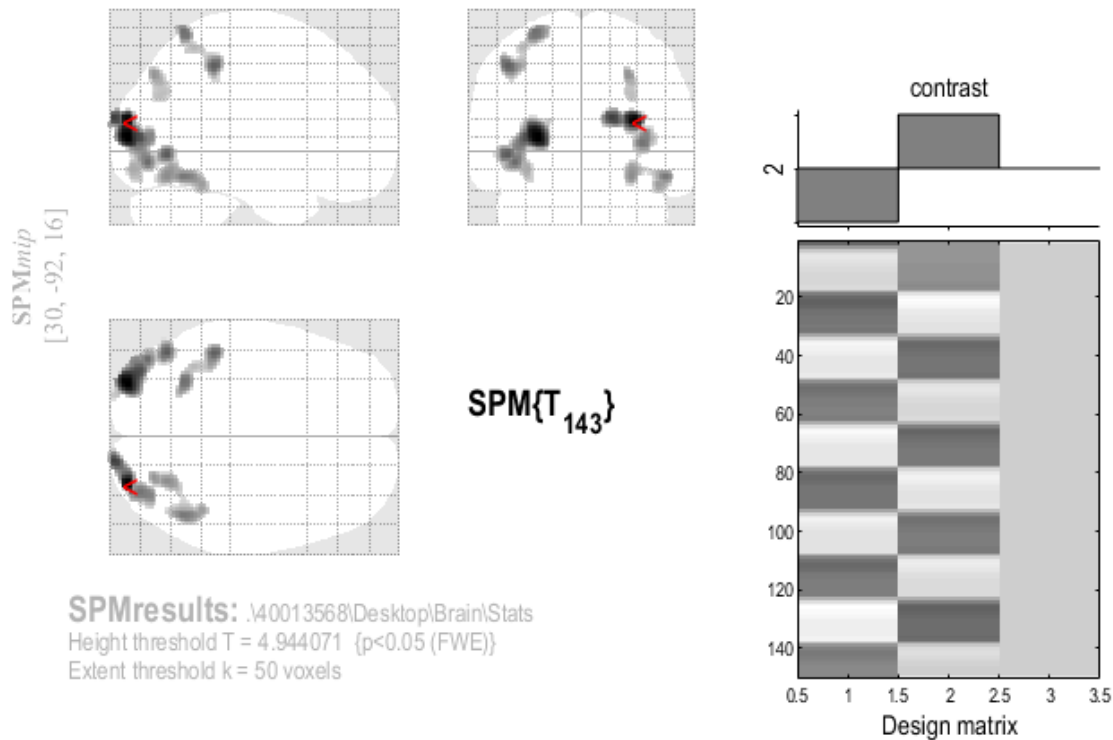 SPMmip
[30, -92, 16]
SPM{T143}
SPMresults: .\40013568\Desktop\Brain\Stats
Height threshold T = 4.944071 {p<0.05 (FWE)}
Extent threshold k = 50 voxels
contrast
2
20
40
60
80
100
120
140
0.5 1 1.5 2 2.5 3 3.5
Design matrix